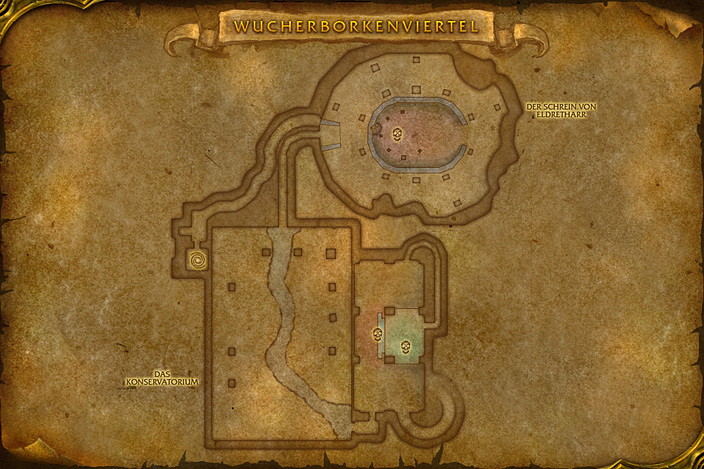 WUCHERBORKENVIERTEL
DER SCHREIN VON
ELDRETHARR
DAS
KONSERVATORIUM